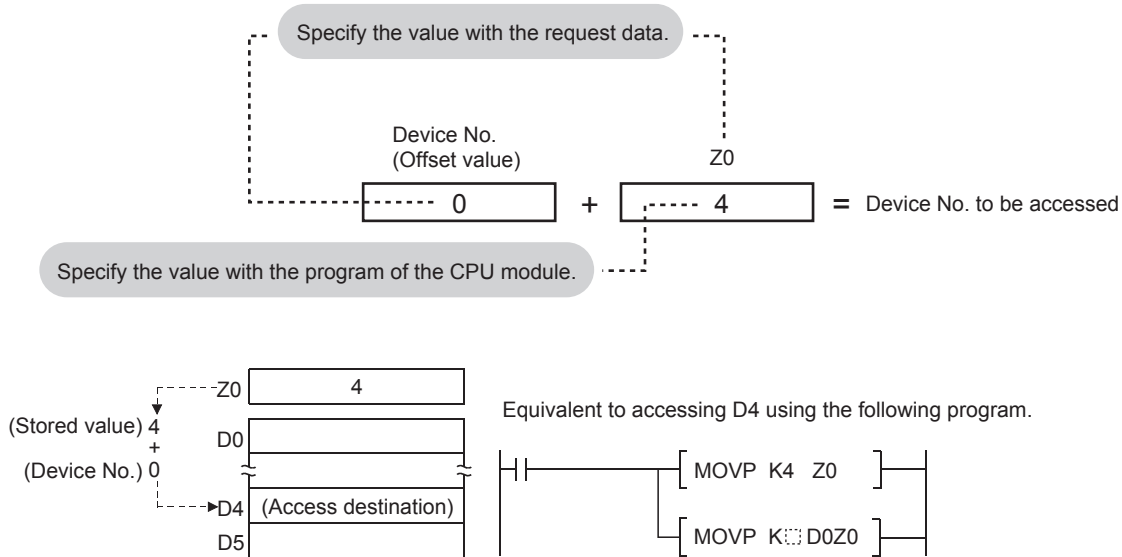 Specify the value with the request data.
Device No.
(Offset value)
Z0
0 + 4 = Device No. to be accessed
Specify the value with the program of the CPU module.
Z0 4
Equivalent to accessing D4 using the following program.
(Stored value) 4
+
(Device No.) 0
D0
D4 (Access destination)
D5
MOVP K4 Z0
MOVP K D0Z0